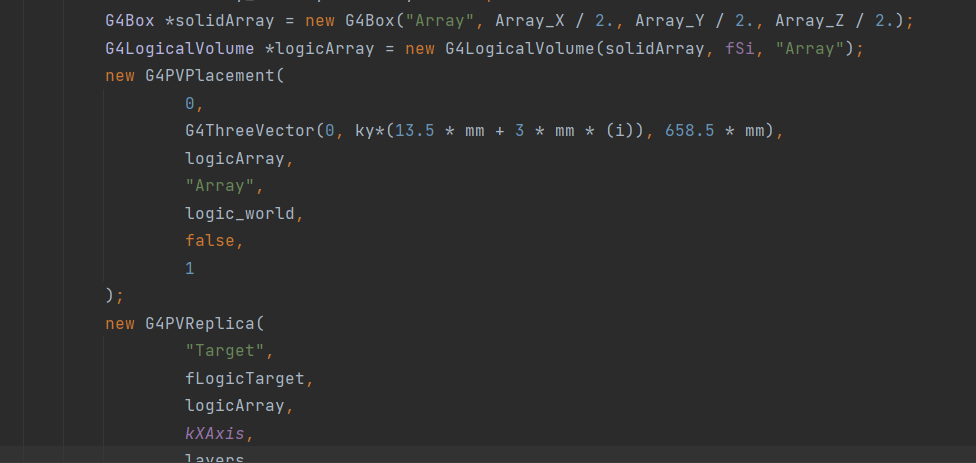 G4Box *solidArray = new G4Box("Array", Array_X / 2., Array_Y / 2., Array_Z / 2.);
G4LogicalVolume *logicArray = new G4LogicalVolume(solidArray, fSi, "Array");
new G4PVPlacement(
0,
G4ThreeVector(0, ky*(13.5 * mm + 3 * mm * (i)), 658.5 * mm),
logicArray,
"Array",
logic_world,
false,
1
);
new G4PVReplica(
"Target",
fLogicTarget,
logicArray,
kXAxis,
layers